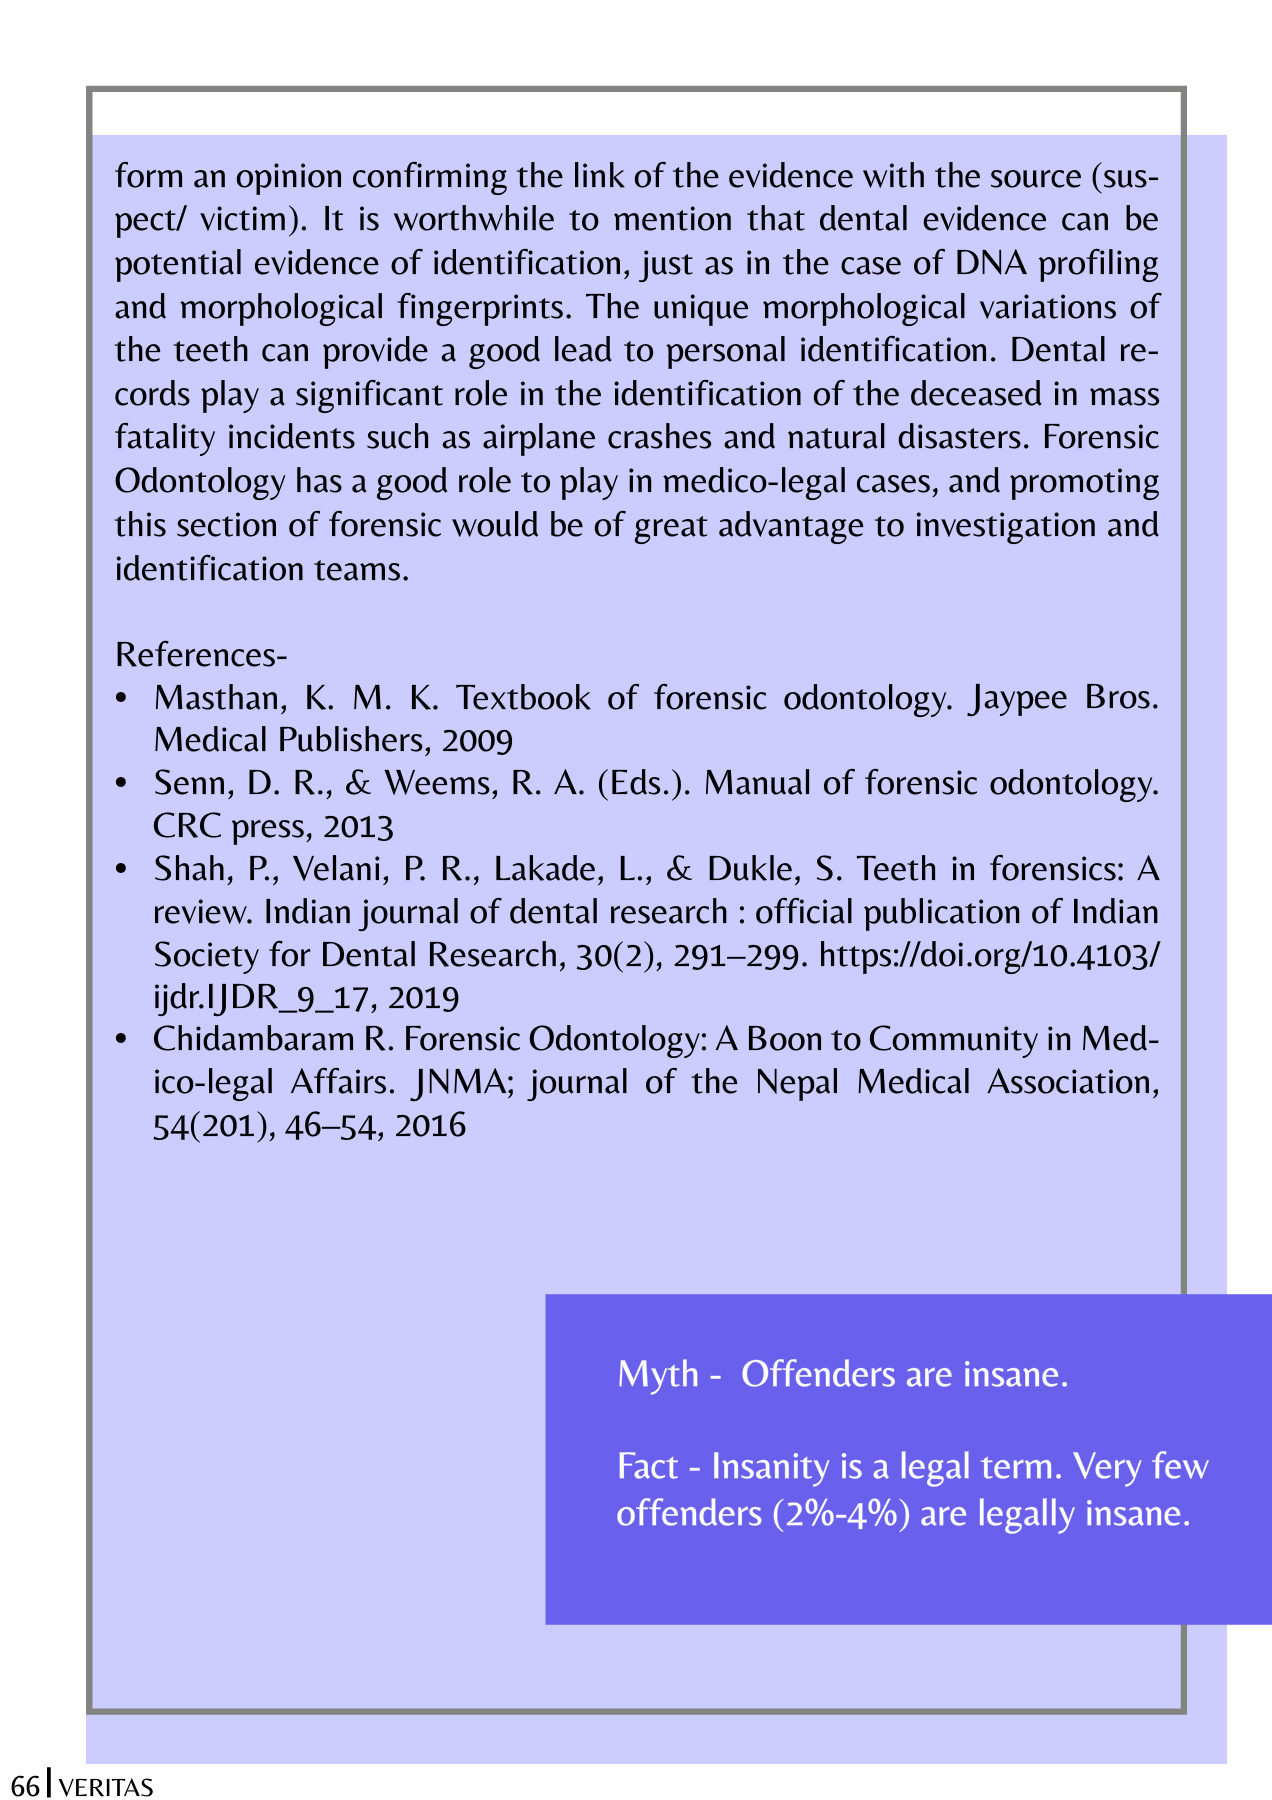 form an opinion confirming the link of the evidence with the source (sus-
pect/ victim). It is worthwhile to mention that dental evidence can be
potential evidence of identification, just as in the case of DNA profiling
and morphological fingerprints. The unique morphological variations of
the teeth can provide a good lead to personal identification. Dental re-
cords play a significant role in the identification of the deceased in mass
fatality incidents such as airplane crashes and natural disasters. Forensic
Odontology has a good role to play in medico-legal cases, and promoting
this section of forensic would be of great advantage to investigation and
identification teams.
References-
• Masthan, K. M. K. Textbook of forensic odontology. Jaypee Bros.
Medical Publishers, 2009
• Senn, D. R., & Weems, R. A. (Eds.). Manual of forensic odontology.
CRC press, 2013
• Shah, P., Velani, P. R., Lakade, L., & Dukle, S. Teeth in forensics: A
review. Indian journal of dental research : official publication of Indian
Society for Dental Research, 30(2), 291–299. https://doi.org/10.4103/
ijdr.IJDR_9_17, 2019
• Chidambaram R. Forensic Odontology: A Boon to Community in Med-
ico-legal Affairs. JNMA; journal of the Nepal Medical Association,
54(201), 46–54, 2016
Myth - Offenders are insane.
Fact - Insanity is a legal term. Very few
offenders (2%-4%) are legally insane.
66 | VERITAS